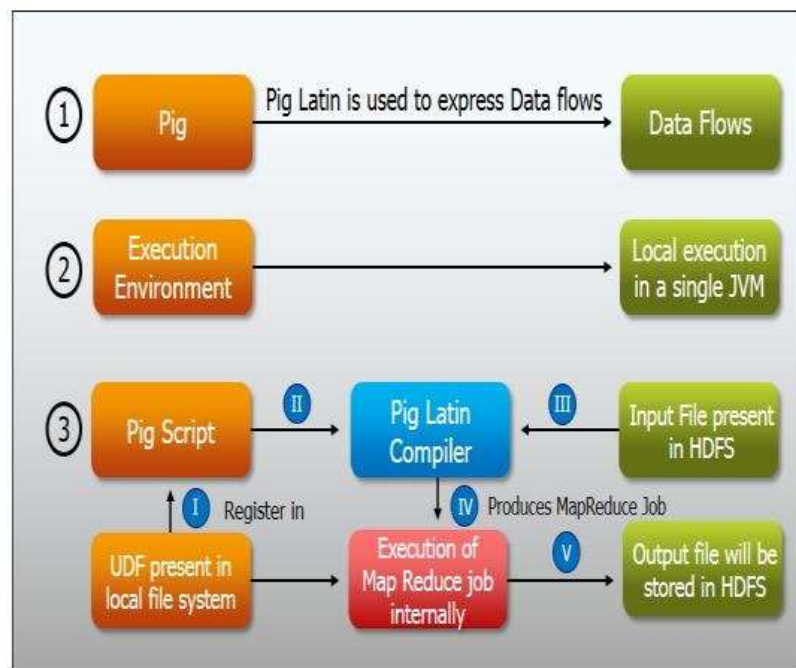 1
Pig
Pig Latin is used to express Data flows
Data Flows
2
Execution
Environment
Local execution
in a single JVM
3
Pig Script
II
Pig Latin
Compiler
III
Input File present
in HDFS
I
Register in
IV
Produces MapReduce Job
UDF present in
local file system
Execution of
Map Reduce job
internally
V
Output file will be
stored in HDFS